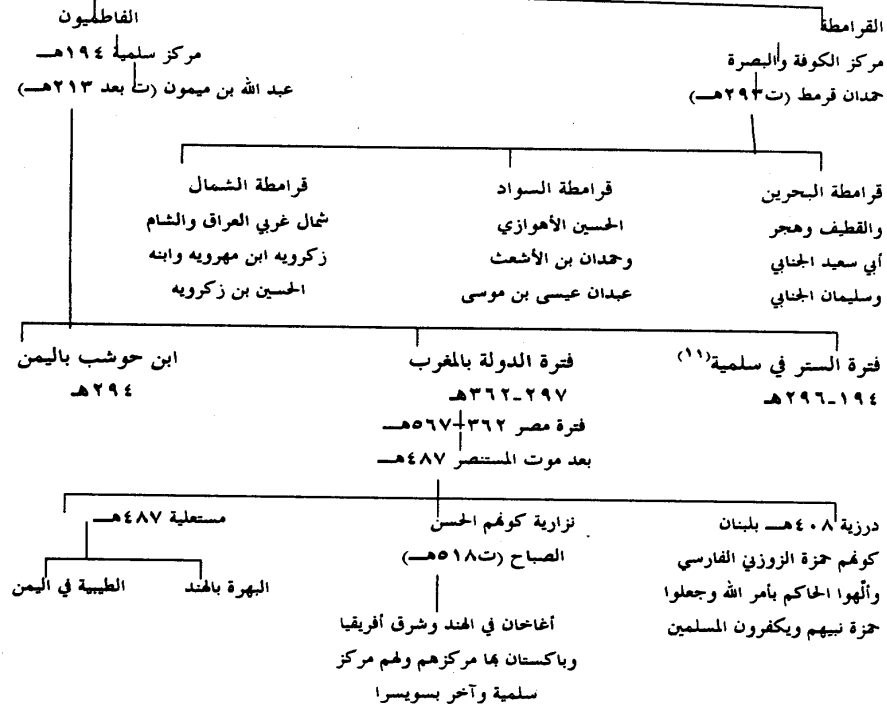 القرامطة
مركز الكوفة والبصرة
حمدان قرمط (ت ٢٩٣هـ)
الفاطميون
مركز سلمية ١٩٤هـ
عبد الله بن ميمون (ت بعد ٢١٣هـ)
قرامطة البحرين
والقطيف وهجر
أبي سعيد الجنابي
وسليمان الجنابي
قرامطة السواد
الحسين الأهوازي
وحمدان بن الأشعث
عبدان عيسى بن موسى
قرامطة الشمال
شمال غربي العراق والشام
زكرويه ابن مهرويه وابنه
الحسين بن زكرويه
فترة الستر في سلمية(١١)
١٩٤-٢٩٦هـ
فترة الدولة بالمغرب
٢٩٧-٣٦٢هـ
فترة مصر ٣٦٢-٥٦٧هـ
بعد موت المستنصر ٤٨٧هـ
ابن حوشب باليمن
٢٩٤هـ
درزية ٤٠٨هـ بلبنان
كونهم حمزة الزوزني الفارسي
وألّهوا الحاكم بأمر الله وجعلوا
حمزة نبيهم ويكفرون المسلمين
نزارية كونهم الحسن
الصباح (ت٥١٨هـ)
أغاخان في الهند وشرق أفريقيا
وباكستان بها مركزهم ولهم مركز
سلمية وآخر بسويسرا
مستعلية ٤٨٧هـ
البهرة بالهند
الطيبية في اليمن